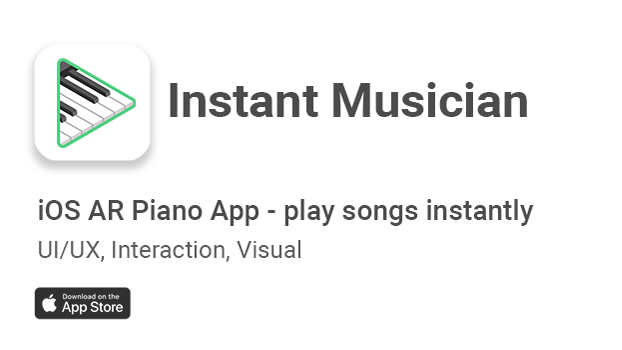 Instant Musician
iOS AR Piano App - play songs instantly
UI/UX, Interaction, Visual
Download on the
App Store